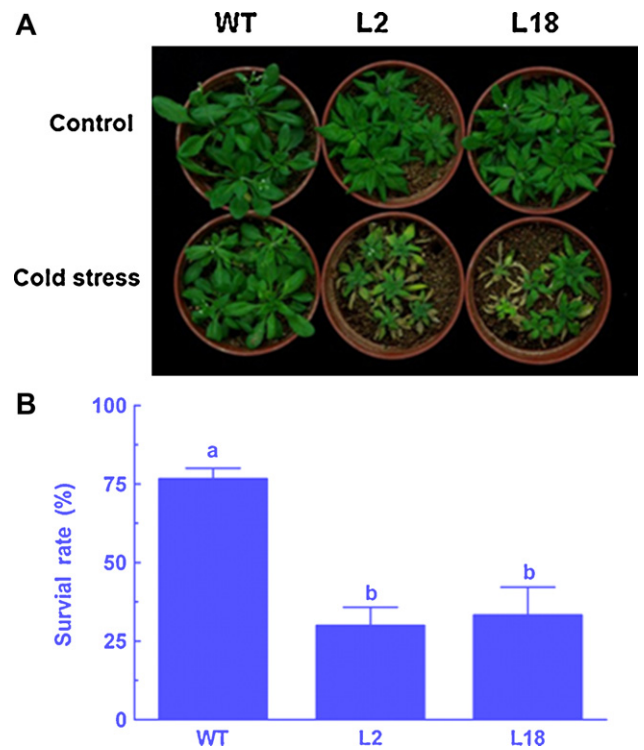 A
WT L2 L18
Control
Cold stress
B
100
75
50
25
0
Survial rate (%)
a
b
b
WT L2 L18